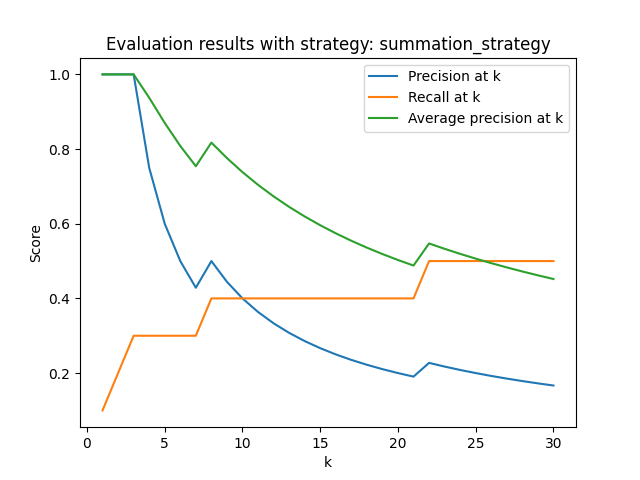 Evaluation results with strategy: summation_strategy
Precision at k
Recall at k
Average precision at k
Score
1.0
0.8
0.6
0.4
0.2
0 5 10 15 20 25 30
k